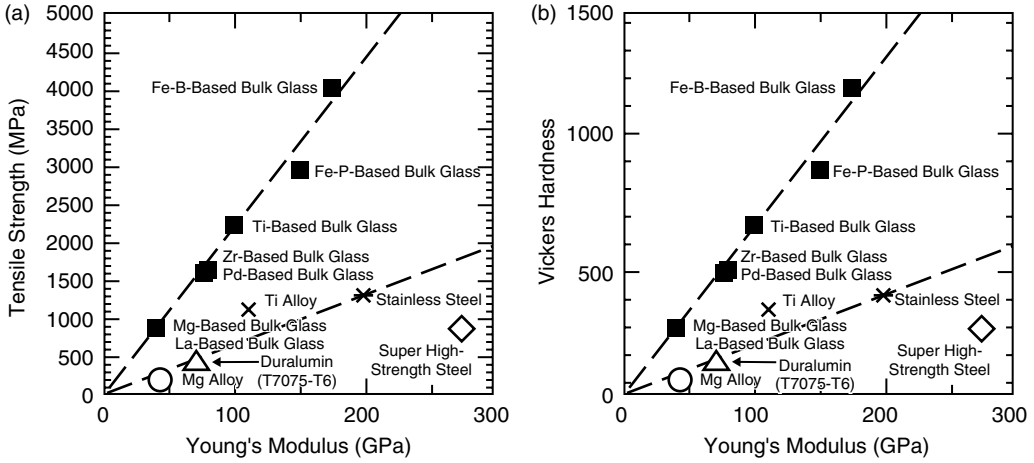 (a)
5000
4500
4000
3500
3000
2500
2000
1500
1000
500
0
Tensile Strength (MPa)
Fe-B-Based Bulk Glass
Fe-P-Based Bulk Glass
Ti-Based Bulk Glass
Zr-Based Bulk Glass
Pd-Based Bulk Glass
Ti Alloy
Stainless Steel
Mg-Based Bulk Glass
La-Based Bulk Glass
Super High-
Strength Steel
Duralumin
(T7075-T6)
Mg Alloy
0 100 200 300
Young's Modulus (GPa)
(b)
1500
1000
500
0
Vickers Hardness
Fe-B-Based Bulk Glass
Fe-P-Based Bulk Glass
Ti-Based Bulk Glass
Zr-Based Bulk Glass
Pd-Based Bulk Glass
Ti Alloy
Stainless Steel
Mg-Based Bulk Glass
La-Based Bulk Glass
Super High-
Strength Steel
Duralumin
(T7075-T6)
Mg Alloy
0 100 200 300
Young's Modulus (GPa)